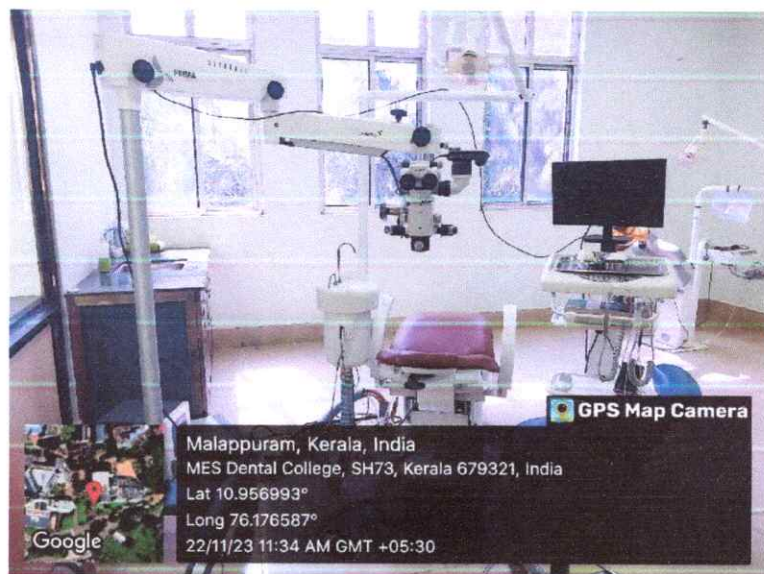 PRIMA
GPS Map Camera
Malappuram, Kerala, India
MES Dental College, SH73, Kerala 679321, India
Lat 10.956993°
Long 76.176587°
22/11/23 11:34 AM GMT +05:30
Google